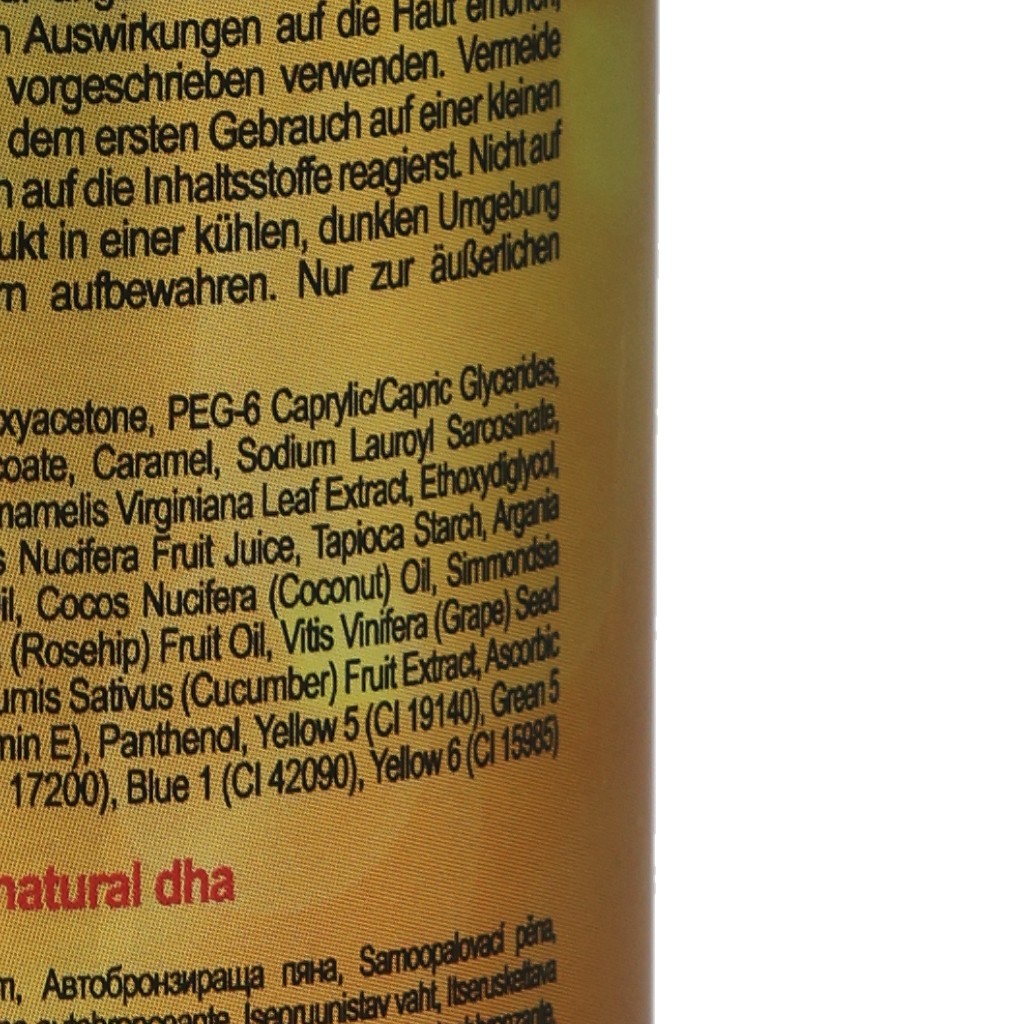 Auswirkungen auf die Haut
vorgeschrieben verwenden. Vermeide
dem ersten Gebrauch auf einer kleinen
auf die Inhaltsstoffe reagierst. Nicht auf
ukt in einer kühlen, dunklen Umgebung
aufbewahren. Nur zur äußerlichen
xyacetone, PEG-6 Caprylic/Capric Glycerides,
coate, Caramel, Sodium Lauroyl Sarcosinate,
namelis Virginiana Leaf Extract, Ethoxydiglycol,
s Nucifera Fruit Juice, Tapioca Starch, Argania
il, Cocos Nucifera (Coconut) Oil, Simmondsia
(Rosehip) Fruit Oil, Vitis Vinifera (Grape) Seed
umis Sativus (Cucumber) Fruit Extract, Ascorbic
min E), Panthenol, Yellow 5 (CI 19140), Green 5
17200), Blue 1 (CI 42090), Yellow 6 (CI 15985)
natural dha
Автобронзираща пяна, Samoopalovací pěna,
Isepruunistav vaht, Itseruskettava